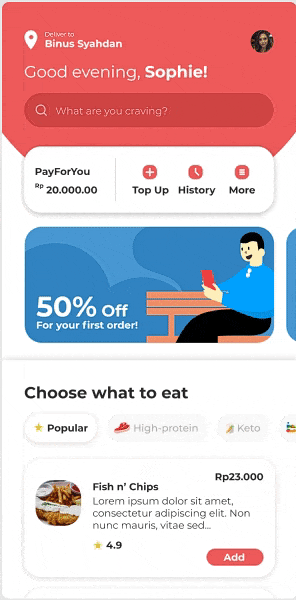 Deliver to
Binus Syahdan
Good evening, Sophie!
What are you craving?
PayForYou
Rp 20.000.00
Top Up History More
50% Off
For your first order!
Choose what to eat
Popular High-protein Keto
Rp23.000
Fish n’ Chips
Lorem ipsum dolor sit amet,
consectetur adipiscing elit. Non
nunc mauris, vitae sed...
4.9
Add